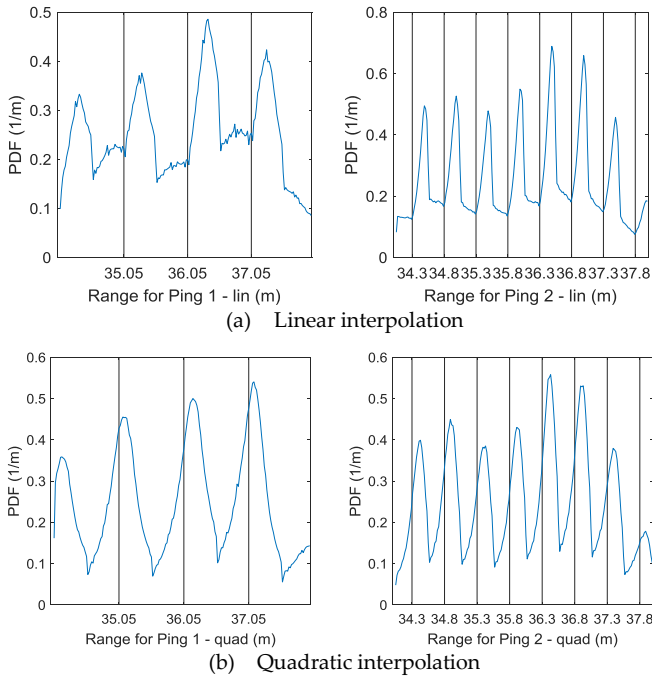 0.5
0.4
0.3
0.2
0.1
0
PDF (1/m)
35.05 36.05 37.05
Range for Ping 1 - lin (m)
0.8
0.6
0.4
0.2
0
PDF (1/m)
34.3 34.8 35.3 35.8 36.3 36.8 37.3 37.8
Range for Ping 2 - lin (m)
(a) Linear interpolation
0.6
0.5
0.4
0.3
0.2
0.1
0
PDF (1/m)
35.05 36.05 37.05
Range for Ping 1 - quad (m)
0.6
0.5
0.4
0.3
0.2
0.1
0
PDF (1/m)
34.3 34.8 35.3 35.8 36.3 36.8 37.3 37.8
Range for Ping 2 - quad (m)
(b) Quadratic interpolation